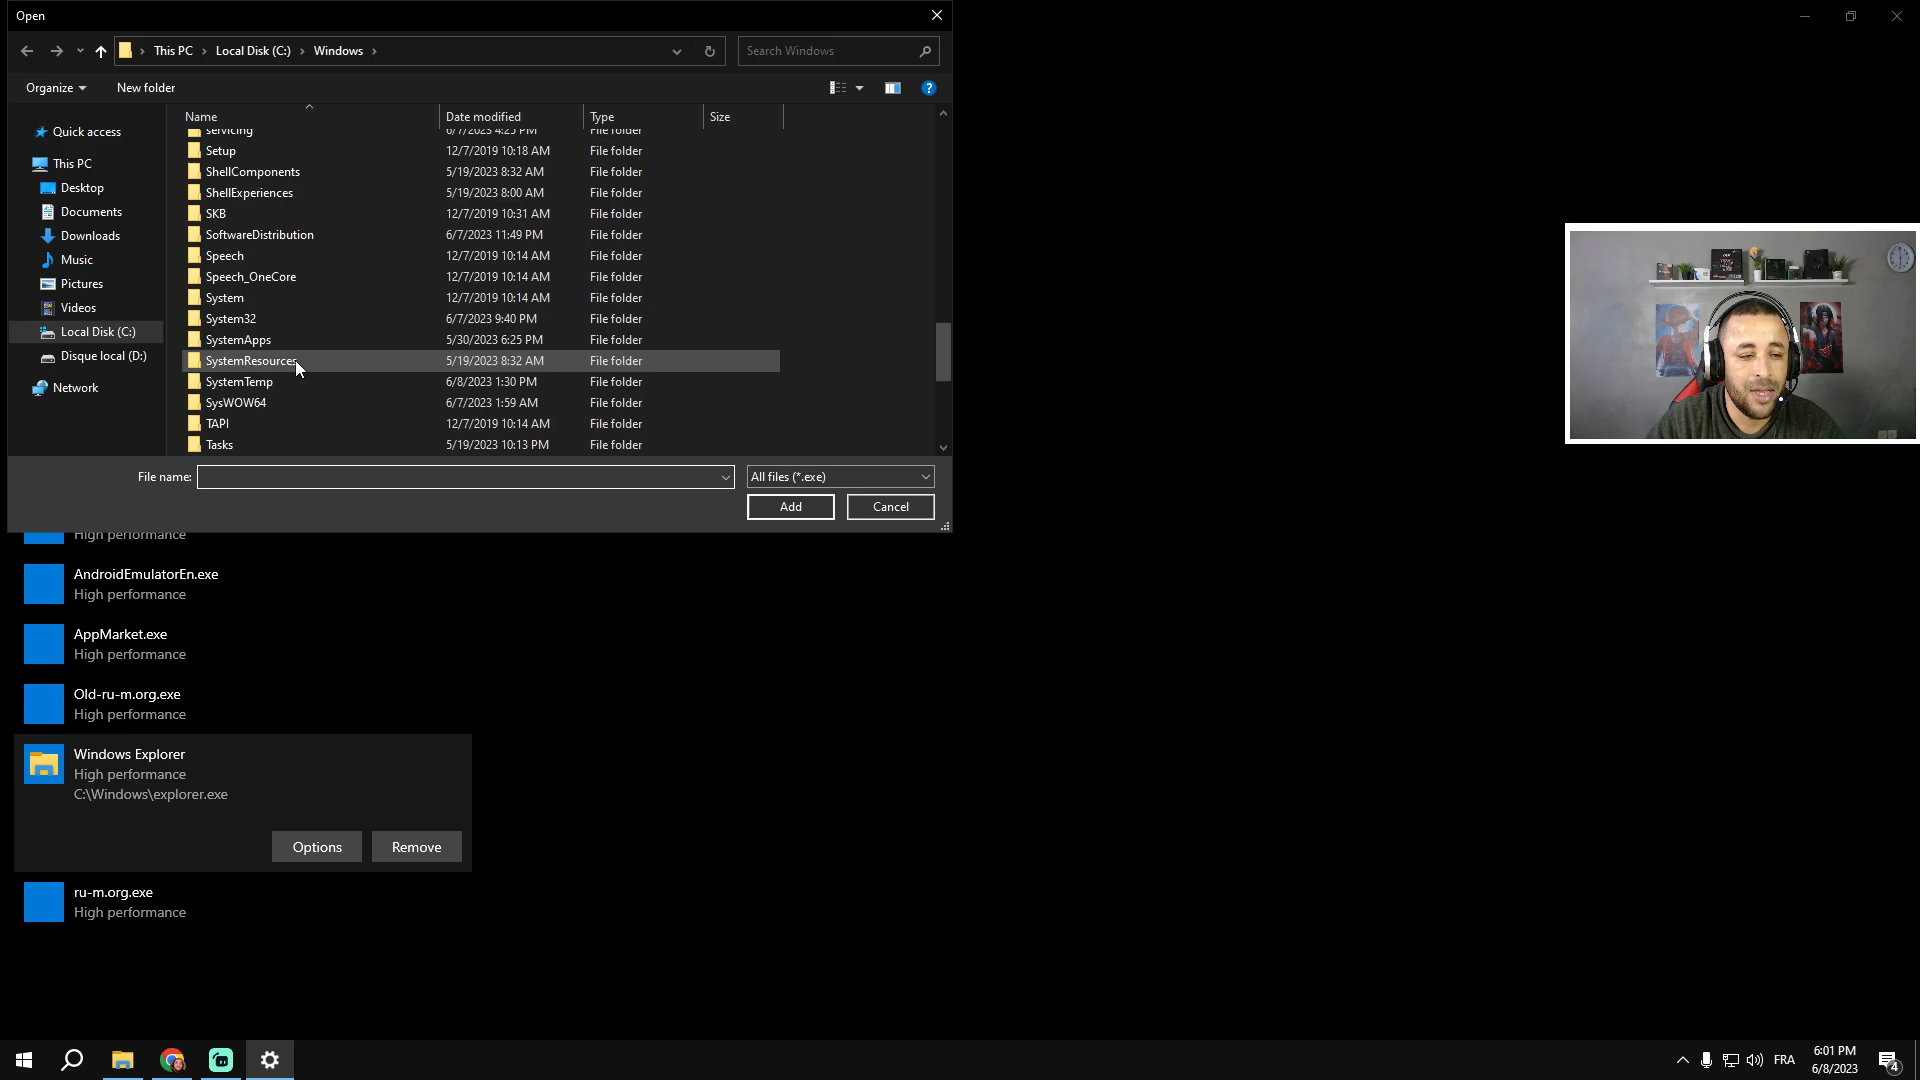 Open
This PC
Local Disk (C:)
Windows
Search Windows
Organize
New folder
Name
Date modified
Type
Size
Quick access
This PC
Desktop
Documents
Downloads
Music
Pictures
Videos
Local Disk (C:)
Disque local (D:)
Network
servicing 6/7/2023 4:25 PM File folder
Setup 12/7/2019 10:18 AM File folder
ShellComponents 5/19/2023 8:32 AM File folder
ShellExperiences 5/19/2023 8:00 AM File folder
SKB 12/7/2019 10:31 AM File folder
SoftwareDistribution 6/7/2023 11:49 PM File folder
Speech 12/7/2019 10:14 AM File folder
Speech_OneCore 12/7/2019 10:14 AM File folder
System 12/7/2019 10:14 AM File folder
System32 6/7/2023 9:40 PM File folder
SystemApps 5/30/2023 6:25 PM File folder
SystemResources 5/19/2023 8:32 AM File folder
SystemTemp 6/8/2023 1:30 PM File folder
SysWOW64 6/7/2023 1:59 AM File folder
TAPI 12/7/2019 10:14 AM File folder
Tasks 5/19/2023 10:13 PM File folder
File name:
All files (*.exe)
Add
Cancel
High performance
AndroidEmulatorEn.exe
High performance
AppMarket.exe
High performance
Old-ru-m.org.exe
High performance
Windows Explorer
High performance
C:\Windows\explorer.exe
Options
Remove
ru-m.org.exe
High performance
FRA
6:01 PM
6/8/2023
4